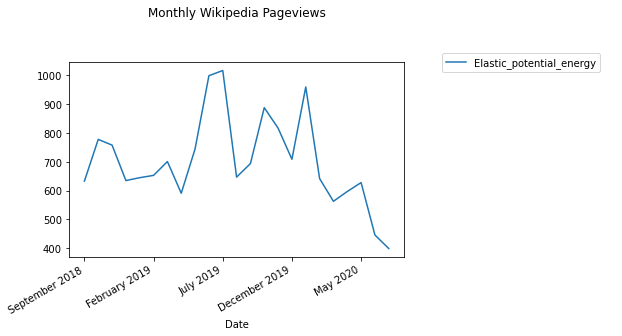 Monthly Wikipedia Pageviews
Elastic_potential_energy
1000
900
800
700
600
500
400
September 2018
February 2019
July 2019
December 2019
May 2020
Date